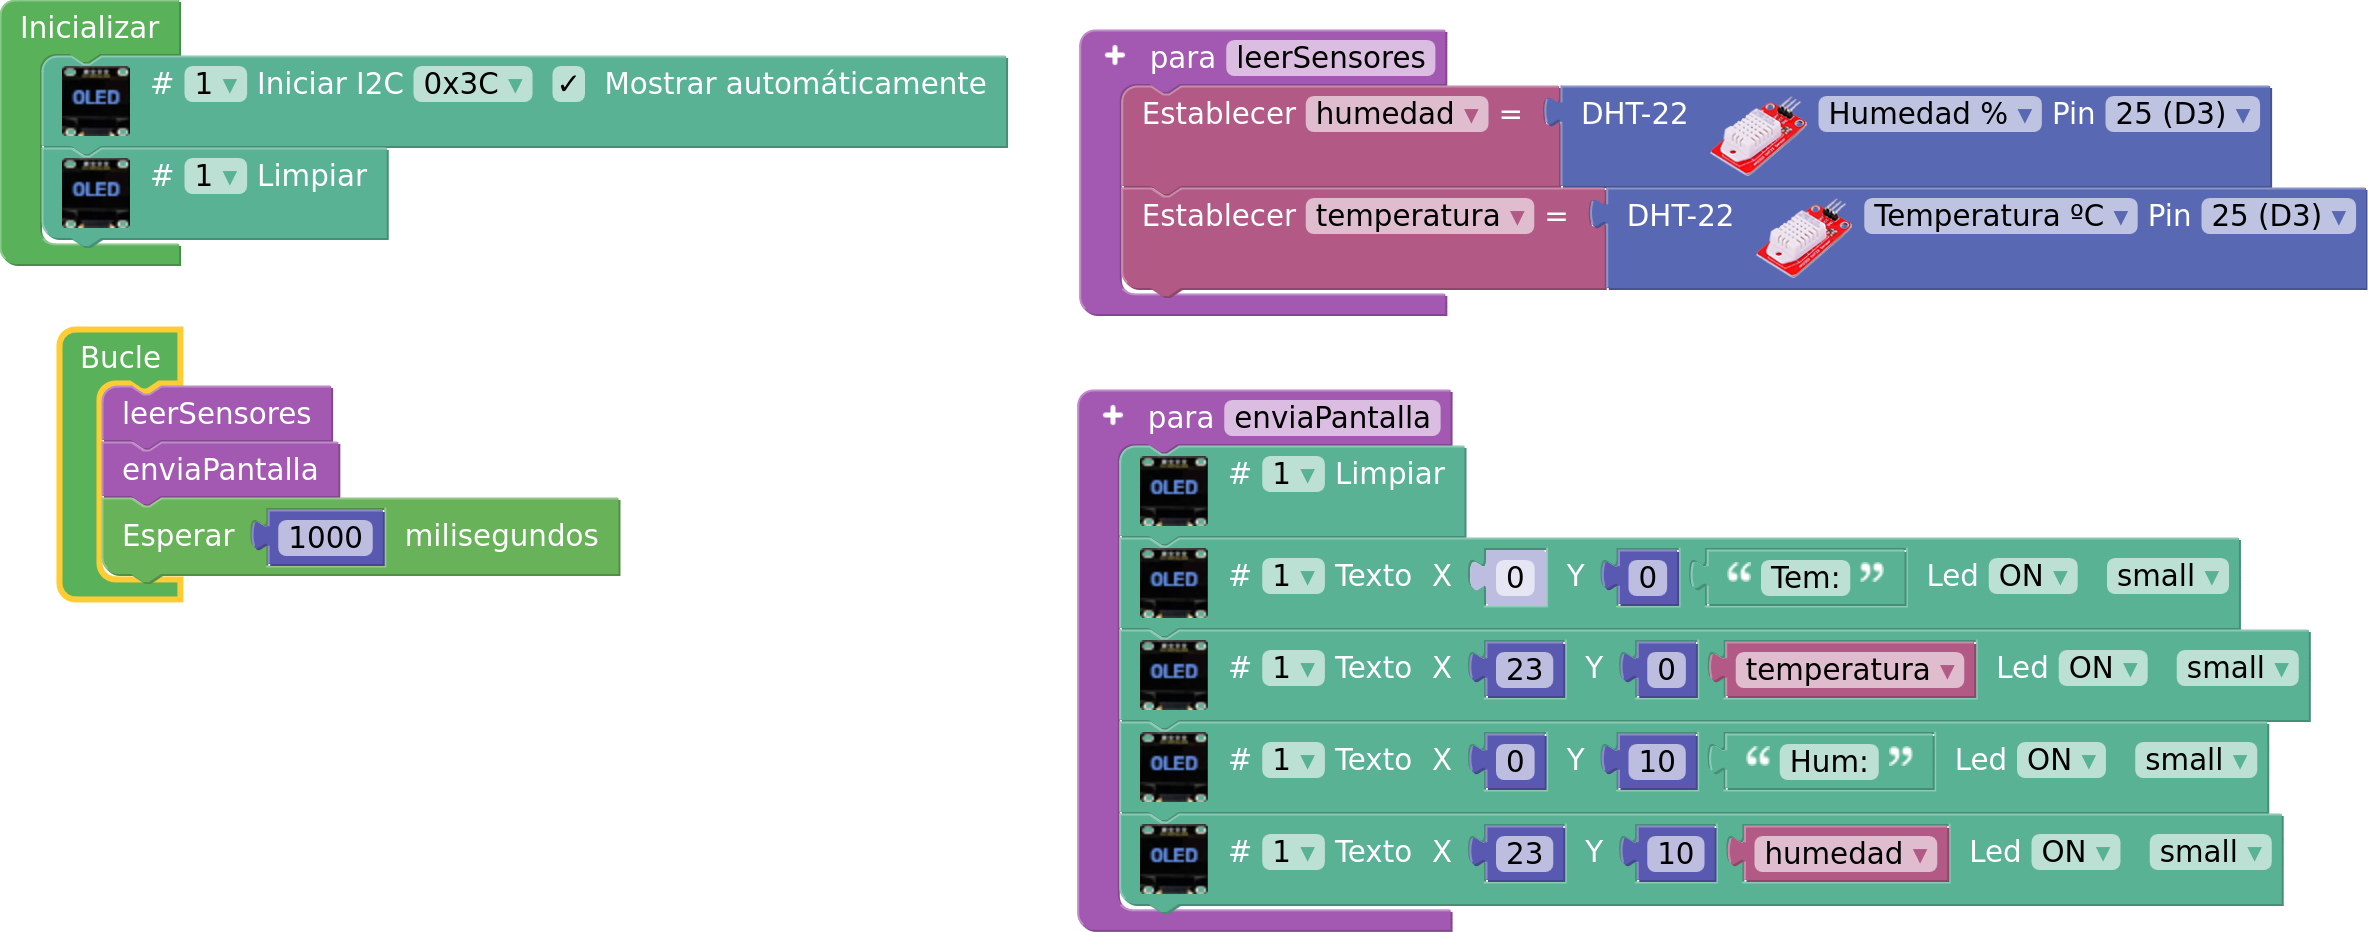 Inicializar
OLED # 1 ▾ Iniciar I2C 0x3C ▾ ✓ Mostrar automáticamente
OLED # 1 ▾ Limpiar
Bucle
leerSensores
enviaPantalla
Esperar 1000 milisegundos
+ para leerSensores
Establecer humedad ▾ = DHT-22 Humedad % ▾ Pin 25 (D3) ▾
Establecer temperatura ▾ = DHT-22 Temperatura ºC ▾ Pin 25 (D3) ▾
+ para enviaPantalla
OLED # 1 ▾ Limpiar
OLED # 1 ▾ Texto X 0 Y 0 “ Tem: ” Led ON ▾ small ▾
OLED # 1 ▾ Texto X 23 Y 0 temperatura ▾ Led ON ▾ small ▾
OLED # 1 ▾ Texto X 0 Y 10 “ Hum: ” Led ON ▾ small ▾
OLED # 1 ▾ Texto X 23 Y 10 humedad ▾ Led ON ▾ small ▾